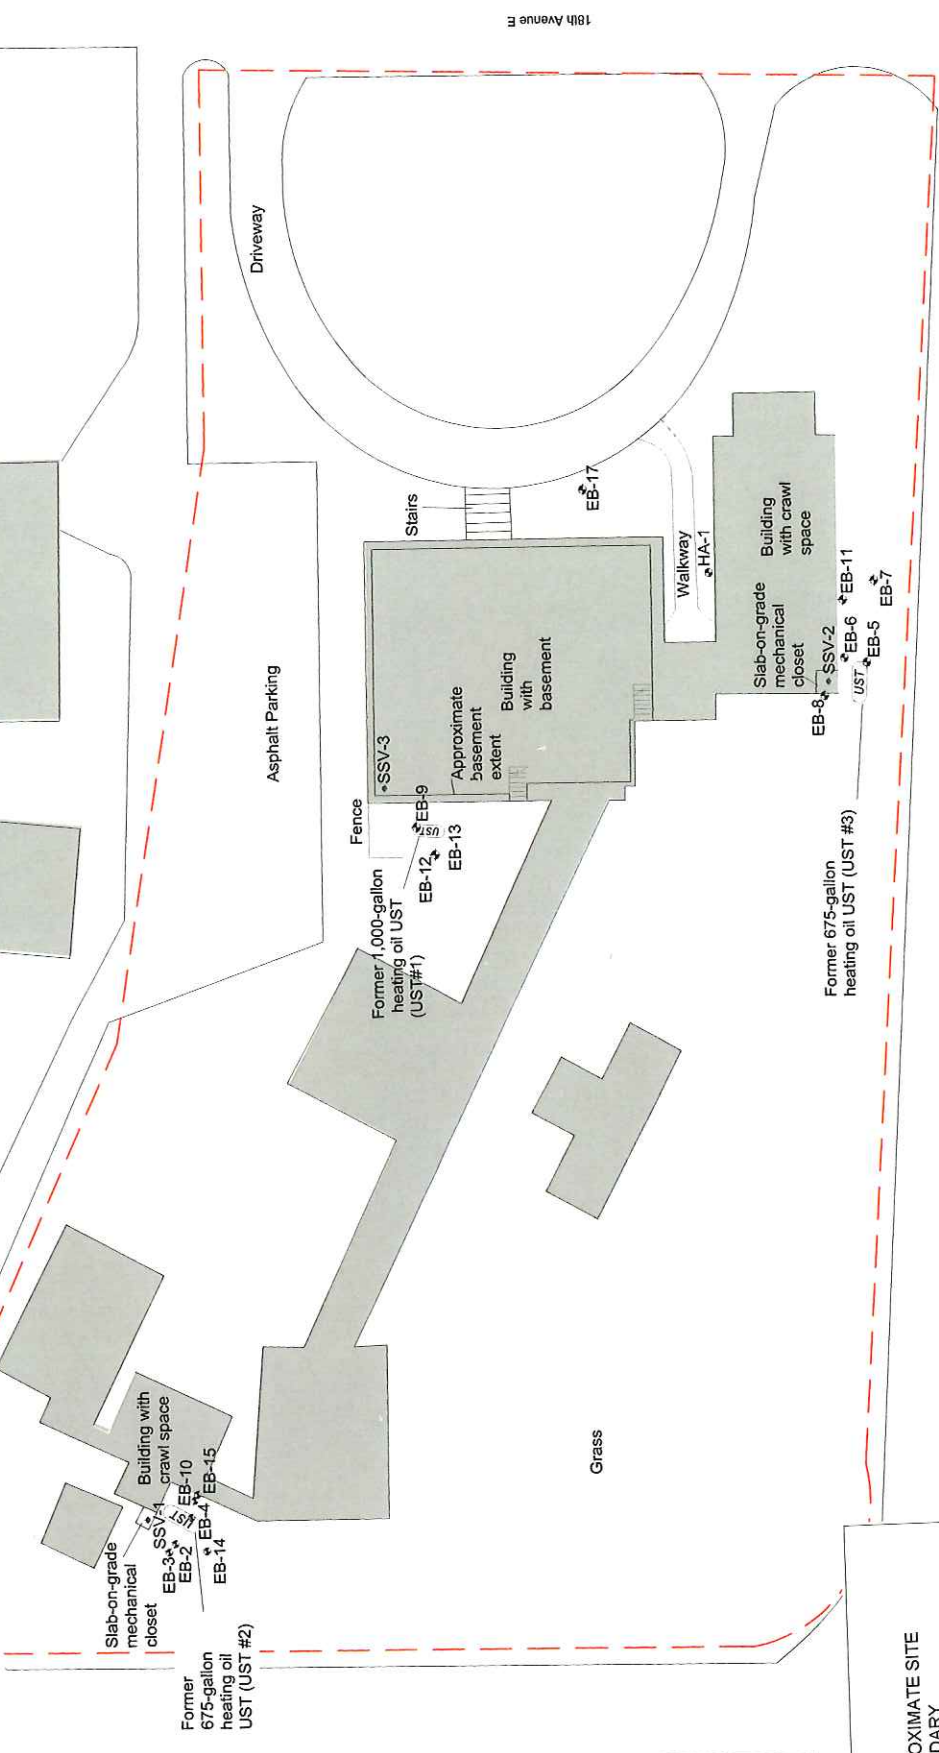 18th Avenue E
Driveway
Stairs
EB-17
Walkway
HA-1
Asphalt Parking
Building
with crawl
space
EB-11
EB-7
Slab-on-grade
mechanical
closet
SSV-2
EB-6
EB-5
EB-8
UST
Building
with
basement
Approximate
basement
extent
SSV-3
Fence
EB-9
UST
EB-12
EB-13
Former 1,000-gallon
heating oil UST
(UST#1)
Former 675-gallon
heating oil UST (UST #3)
Grass
Building with
crawl space
EB-10
EB-15
SSV-1
UST
EB-4
EB-3
EB-2
EB-14
Slab-on-grade
mechanical
closet
Former
675-gallon
heating oil
UST (UST #2)
OXIMATE SITE
DARY